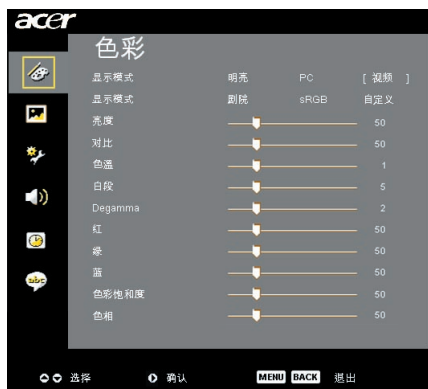 acer
色彩
显示模式 明亮 PC [ 视频 ]
显示模式 剧院 sRGB 自定义
亮度 50
对比 50
色温 1
白段 5
Degamma 2
红 50
绿 50
蓝 50
色彩饱和度 50
色相 50
abc
选择 确认 MENU BACK 退出